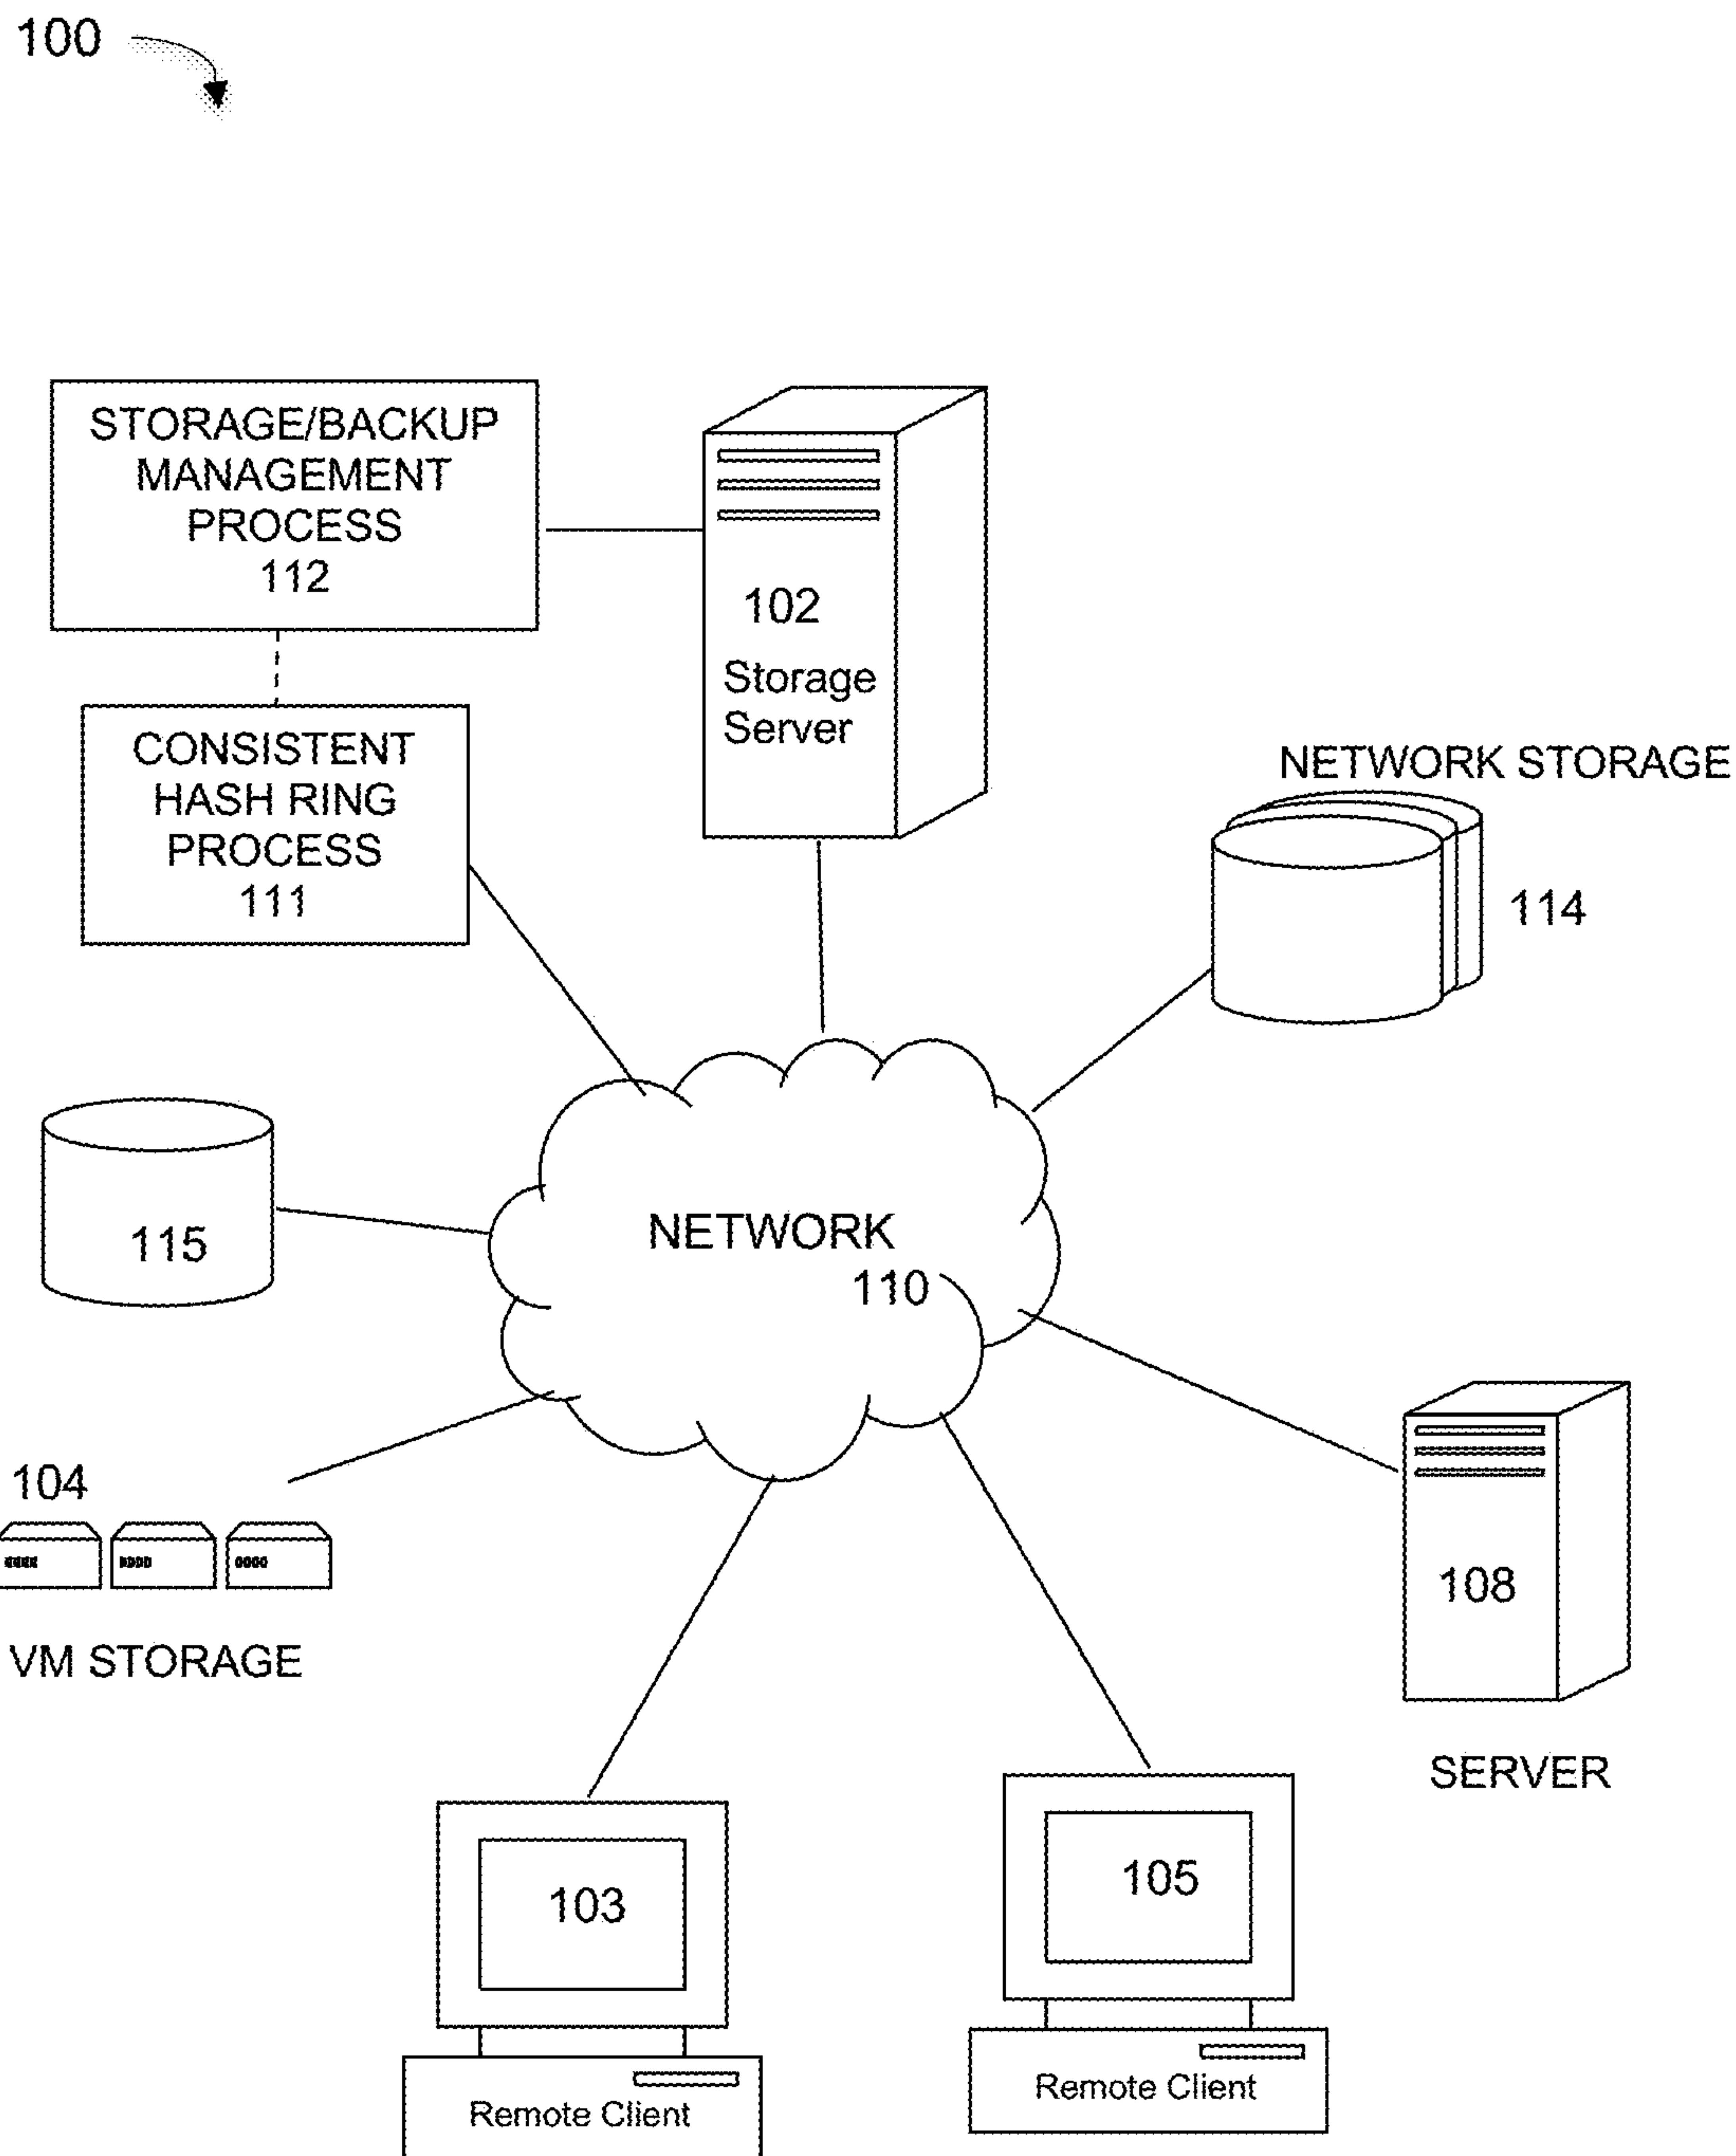 100
STORAGE/BACKUP
MANAGEMENT
PROCESS
112
102
Storage
Server
CONSISTENT
HASH RING
PROCESS
111
NETWORK STORAGE
114
115
NETWORK
110
104
VM STORAGE
108
SERVER
103
Remote Client
105
Remote Client